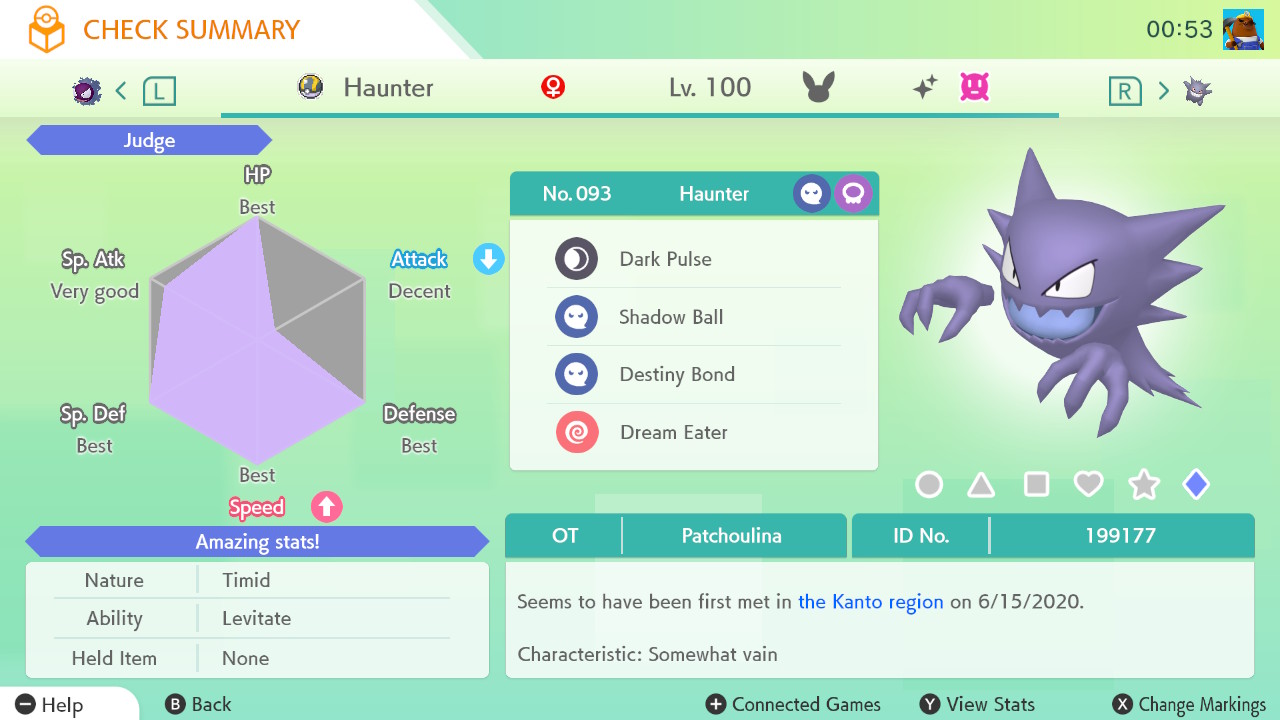 CHECK SUMMARY
00:53
L
Haunter
Lv. 100
R
Judge
HP
Best
Sp. Atk
Very good
Attack
Decent
Sp. Def
Best
Defense
Best
Best
Speed
Amazing stats!
Nature Timid
Ability Levitate
Held Item None
No. 093 Haunter
Dark Pulse
Shadow Ball
Destiny Bond
Dream Eater
OT Patchoulina
ID No. 199177
Seems to have been first met in the Kanto region on 6/15/2020.
Characteristic: Somewhat vain
Help
B Back
Connected Games
Y View Stats
X Change Markings